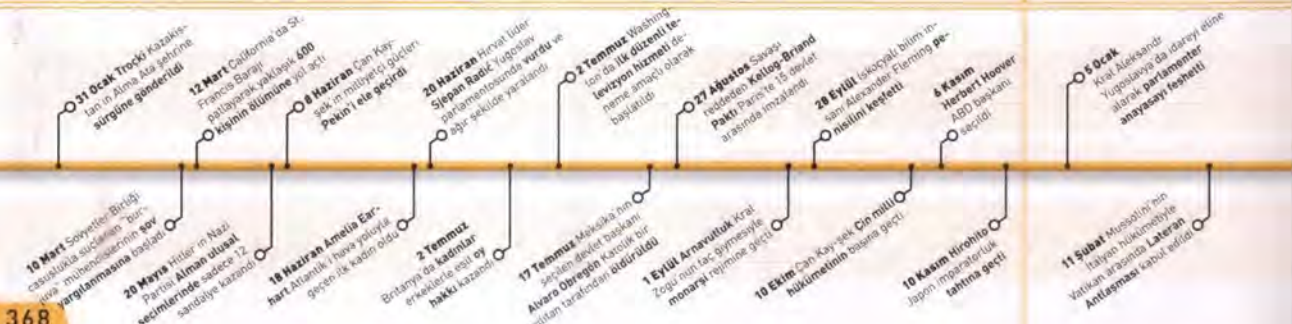 31 Ocak Troçki Kazakis-
tan'ın Alma Ata şehrine
sürgüne gönderildi
12 Mart California'da St.
Francis Barajı
patlayarak yaklaşık 600
kişinin ölümüne yol açtı
8 Haziran Çan Kay-
şek'in milliyetçi güçleri
Pekin'i ele geçirdi
20 Haziran Hırvat lider
Stjepan Radiç Yugoslav
parlamentosunda vurdu ve
ağır şekilde yaralandı
2 Temmuz Washing-
ton'da ilk düzenli te-
levizyon hizmeti de-
neme amaçlı olarak
başlatıldı
27 Ağustos Savaşı
reddeden Kellog-Briand
Paktı Paris'te 15 devlet
arasında imzalandı
28 Eylül İskoçyalı bilim in-
sanı Alexander Fleming pe-
nisilini keşfetti
6 Kasım
Herbert Hoover
ABD başkanı
seçildi
5 Ocak
Kral Aleksandr
Yugoslavya'da idareyi eline
alarak parlamenter
anayasayı feshetti
10 Mart Sovyetler Birliği
casuslukla suçlanan "bur-
juva" mühendislerinin sov
yargılanmasına başladı
20 Mayıs Hitler'in Nazi
Partisi Alman ulusal
seçimlerinde sadece 12
sandalye kazandı
18 Haziran Amelia Ear-
hart Atlantik'i hava yoluyla
geçen ilk kadın oldu
2 Temmuz
Britanya'da kadınlar
erkeklerle eşit oy
hakkı kazandı
17 Temmuz Meksika'nın
seçilen devlet başkanı
Alvaro Obregón Katolik bir
tarafından öldürüldü
1 Eylül Arnavutluk Kral
Zogu'nun taç giymesiyle
monarşi rejimine geçti
10 Ekim Çan Kay-şek Çin milli
hükümetinin başına geçti
10 Kasım Hirohito
Japon imparatorluk
tahtına geçti
11 Şubat Mussolini'nin
İtalyan hükümetiyle
Vatikan arasında Lateran
Antlaşması kabul edildi
368